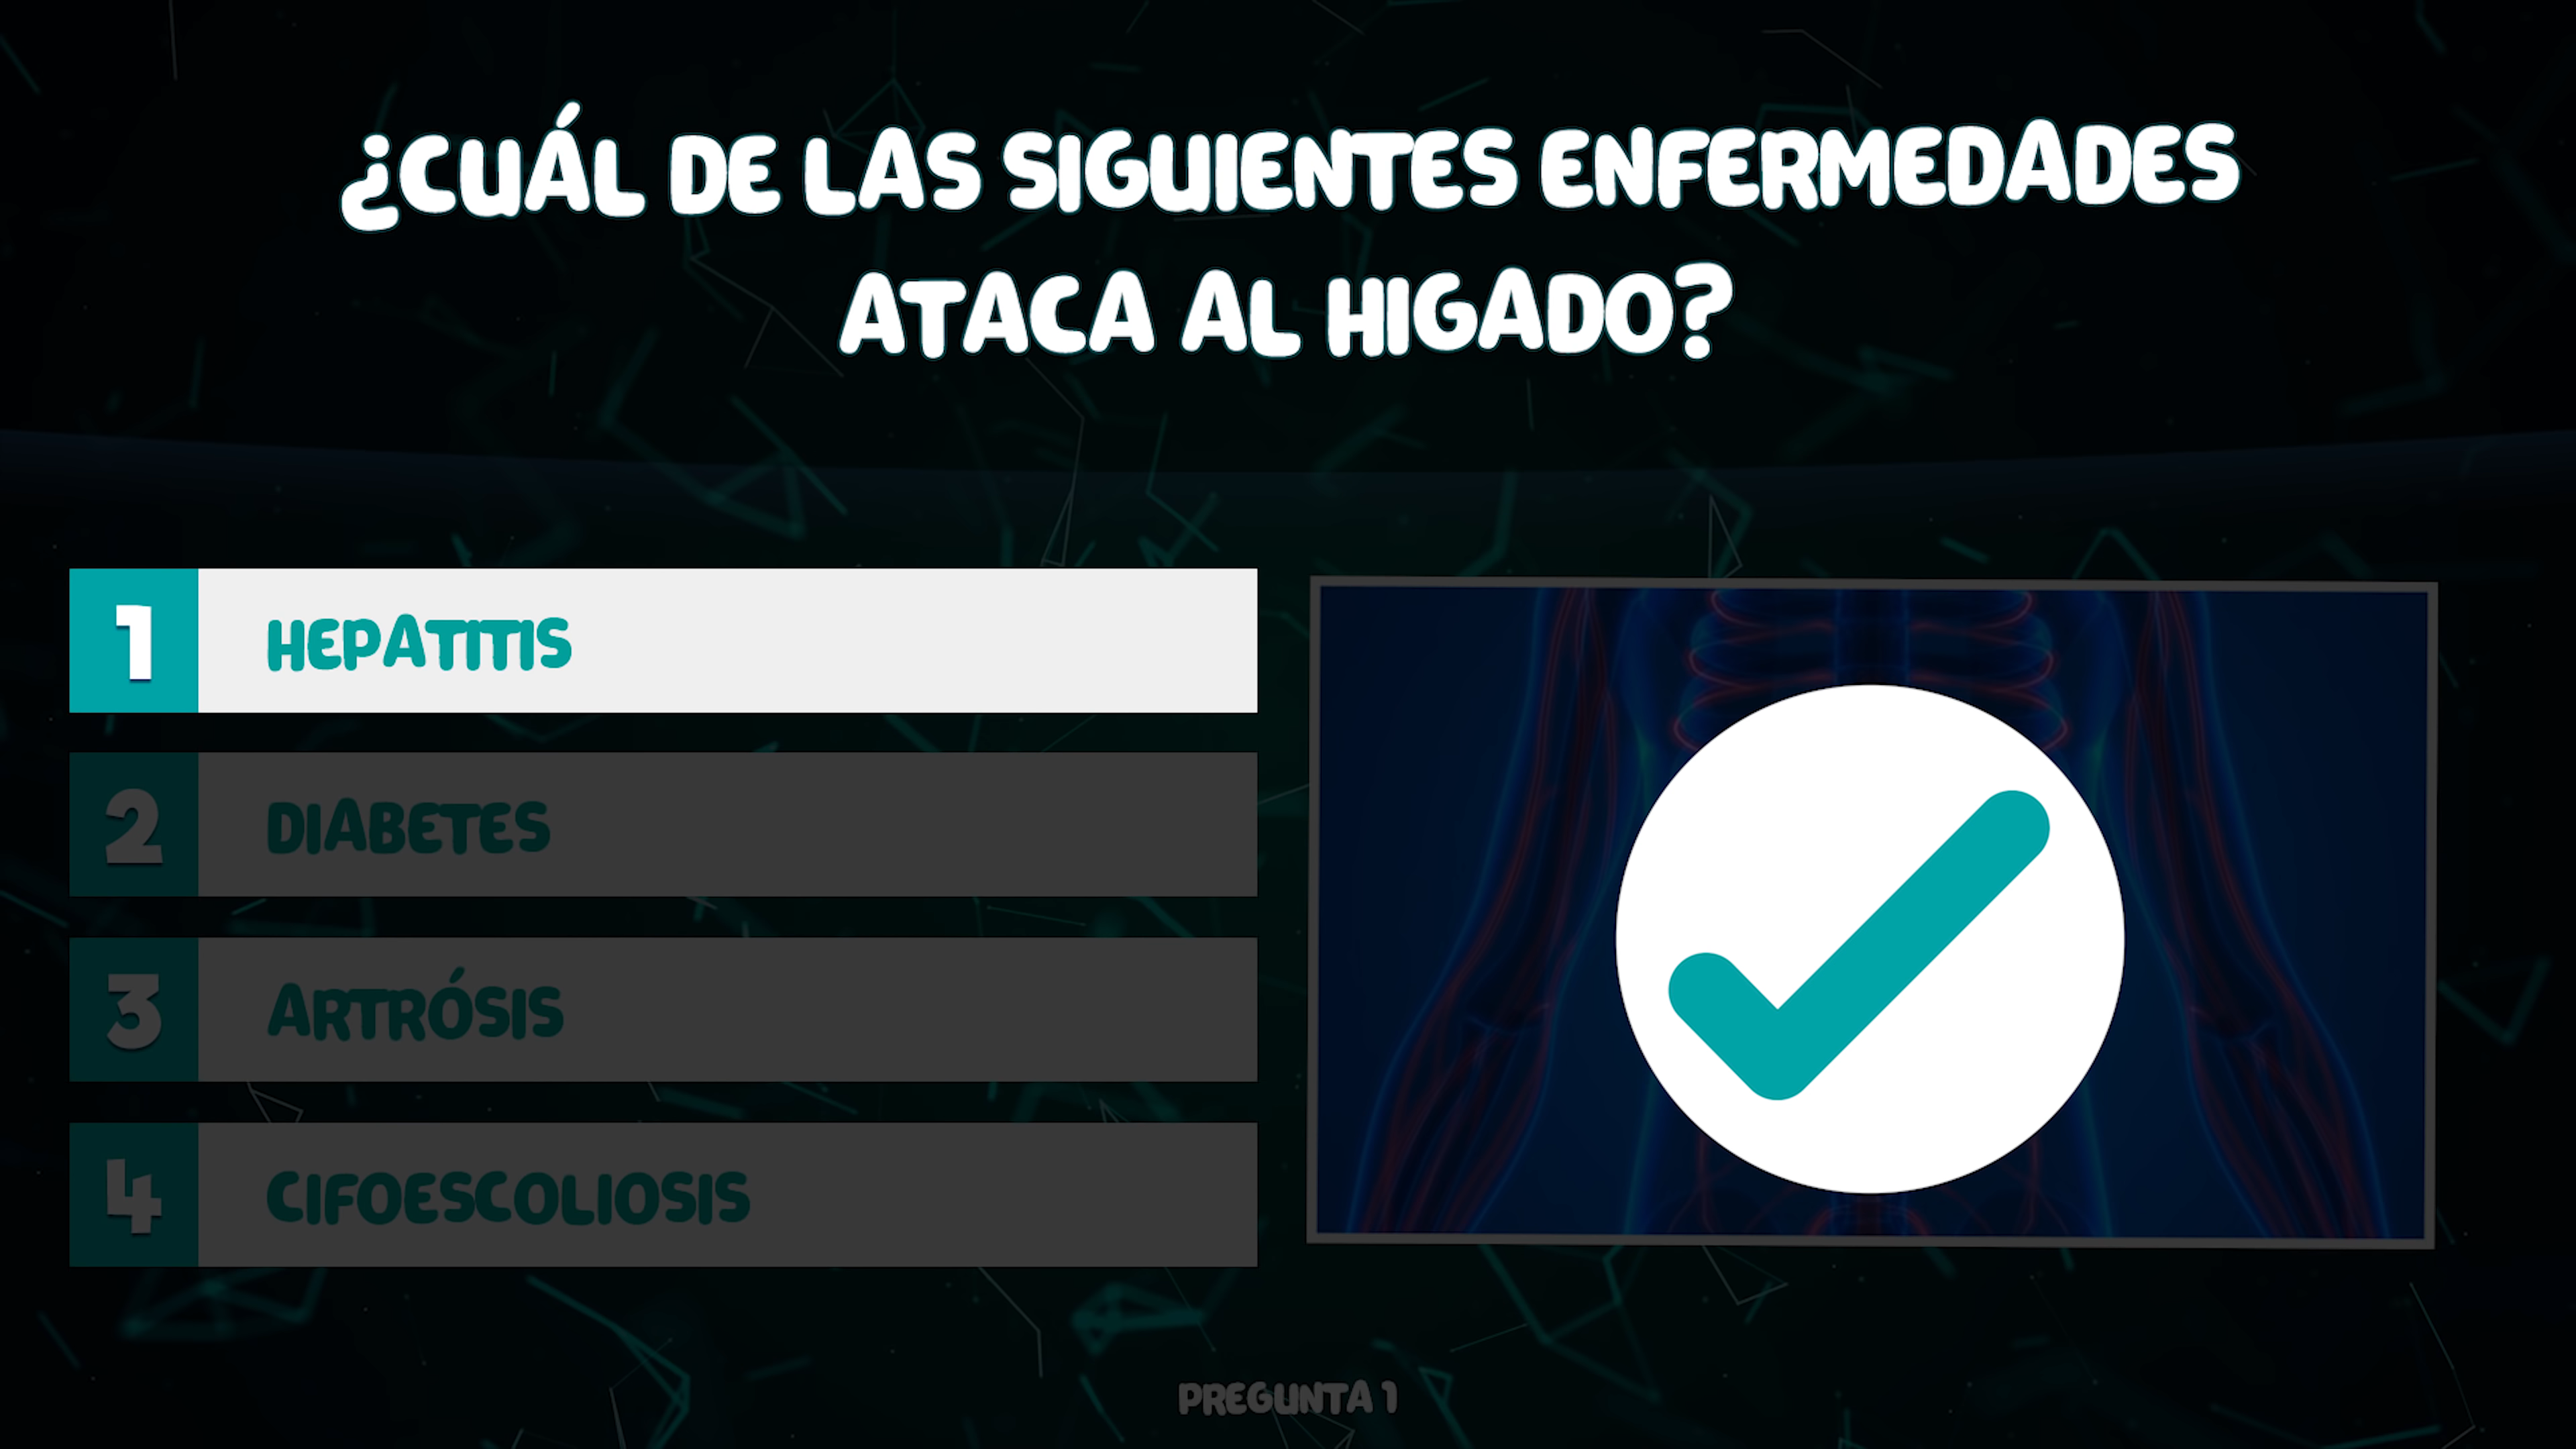 ¿CUÁL DE LAS SIGUIENTES ENFERMEDADES
ATACA AL HIGADO?
1 HEPATITIS
2 DIABETES
3 ARTRÓSIS
4 CIFOESCOLIOSIS
PREGUNTA 1